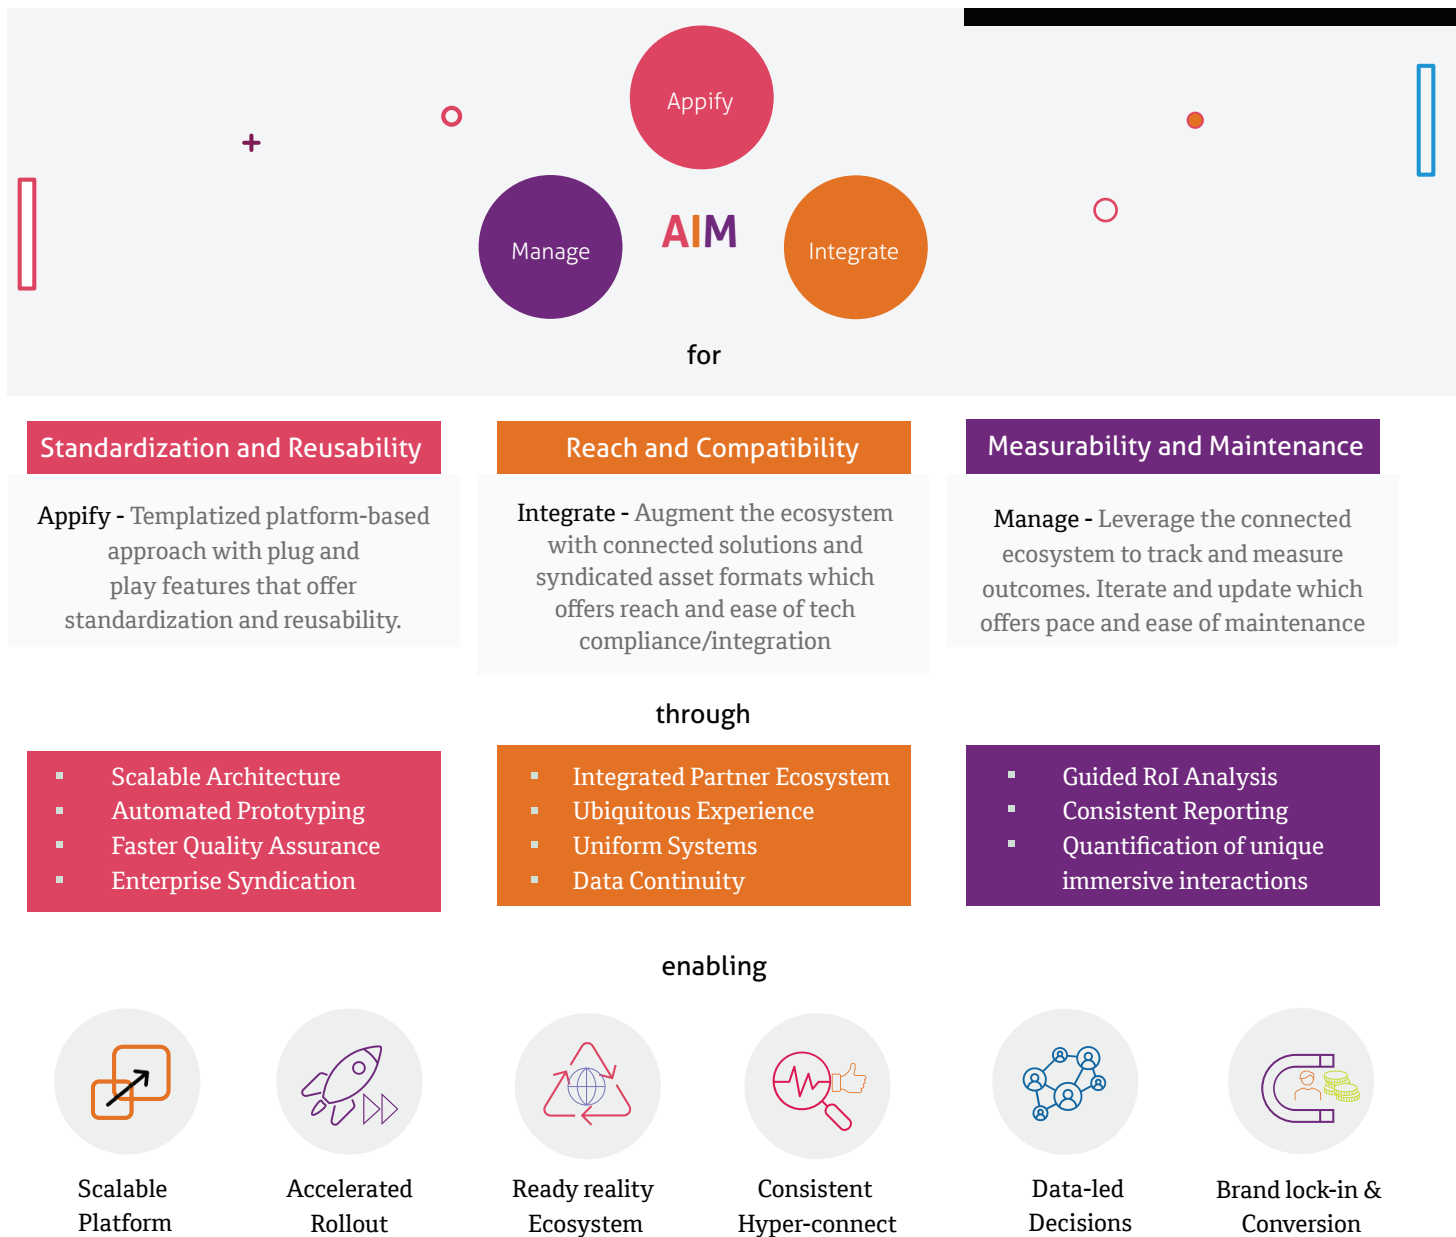 Appify
Manage
AIM
Integrate
for
Standardization and Reusability
Appify - Templatized platform-based
approach with plug and
play features that offer
standardization and reusability.
Reach and Compatibility
Integrate - Augment the ecosystem
with connected solutions and
syndicated asset formats which
offers reach and ease of tech
compliance/integration
Measurability and Maintenance
Manage - Leverage the connected
ecosystem to track and measure
outcomes. Iterate and update which
offers pace and ease of maintenance
through
▪ Scalable Architecture
▪ Automated Prototyping
▪ Faster Quality Assurance
▪ Enterprise Syndication
▪ Integrated Partner Ecosystem
▪ Ubiquitous Experience
▪ Uniform Systems
▪ Data Continuity
▪ Guided RoI Analysis
▪ Consistent Reporting
▪ Quantification of unique
immersive interactions
enabling
Scalable
Platform
Accelerated
Rollout
Ready reality
Ecosystem
Consistent
Hyper-connect
Data-led
Decisions
Brand lock-in &
Conversion